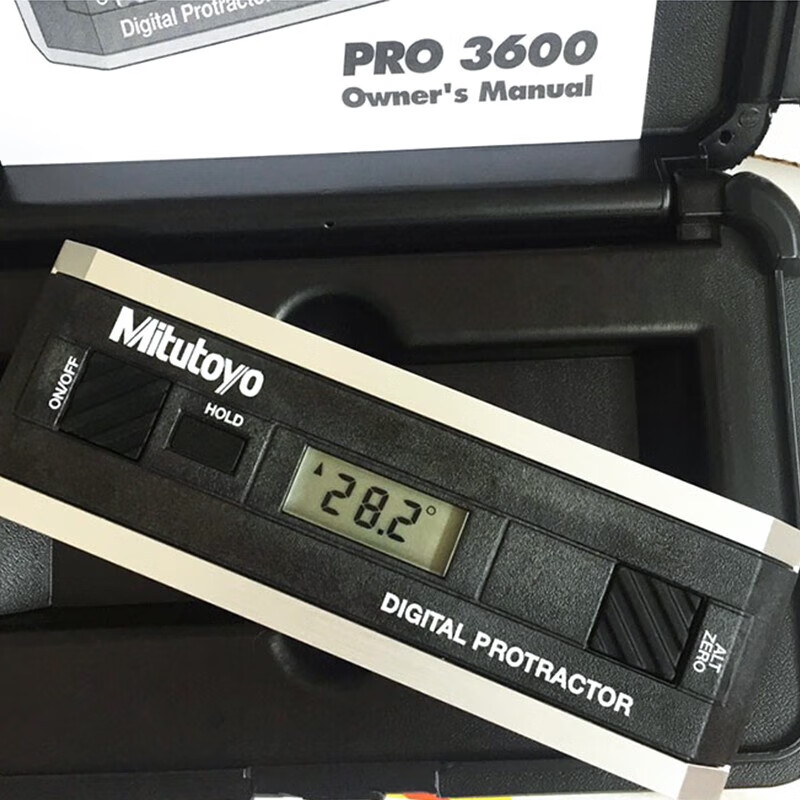 Digital Protractor
PRO 3600
Owner's Manual
Mitutoyo
ON/OFF
HOLD
28.2°
DIGITAL PROTRACTOR
ALT
ZERO